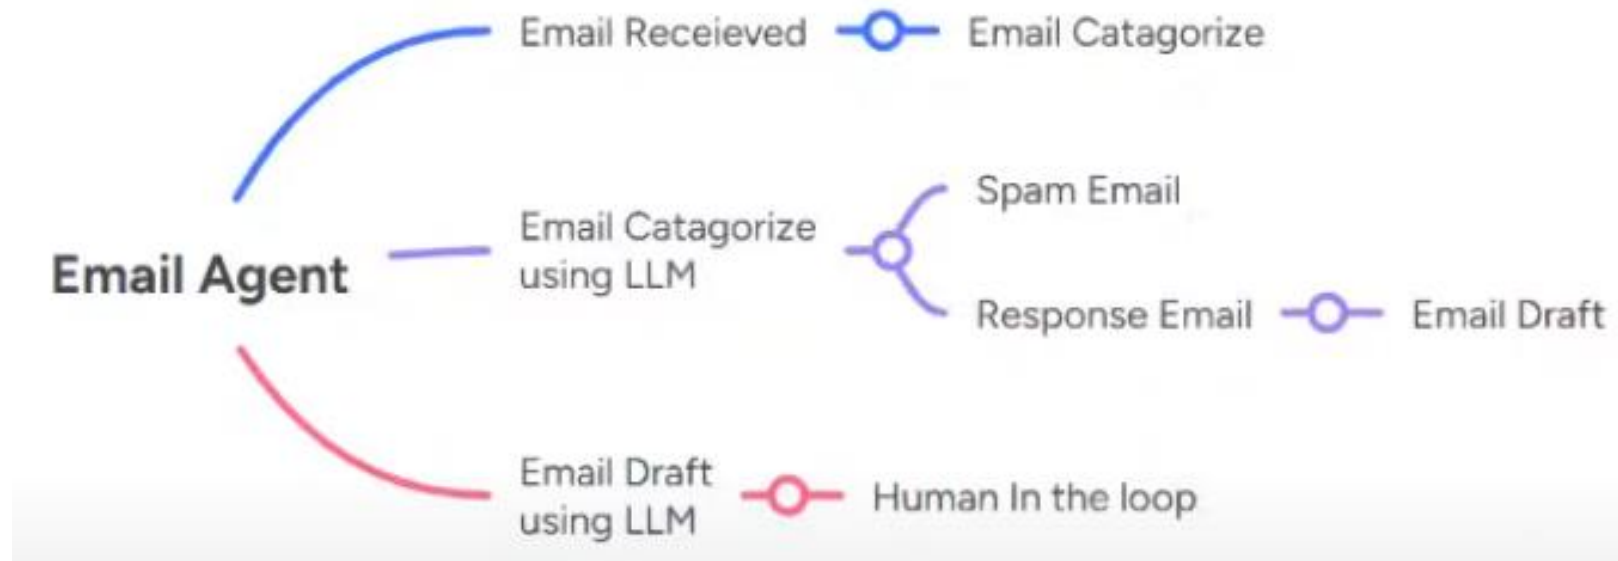 Email Receieved
Email Catagorize
Email Agent
Email Catagorize
using LLM
Spam Email
Response Email
Email Draft
Email Draft
using LLM
Human In the loop